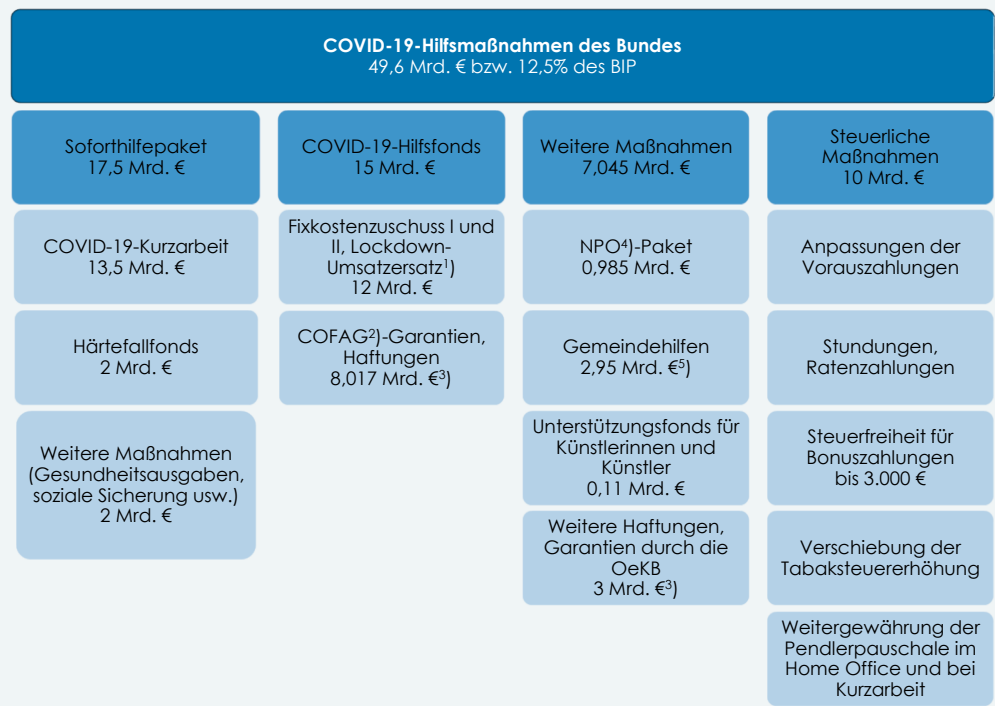 COVID-19-Hilfsmaßnahmen des Bundes
49,6 Mrd. € bzw. 12,5% des BIP
Soforthilfepaket
17,5 Mrd. €
COVID-19-Kurzarbeit
13,5 Mrd. €
Härtefallfonds
2 Mrd. €
Weitere Maßnahmen
(Gesundheitsausgaben,
soziale Sicherung usw.)
2 Mrd. €
COVID-19-Hilfsfonds
15 Mrd. €
Fixkostenzuschuss I und
II, Lockdown-
Umsatzersatz¹)
12 Mrd. €
COFAG²)-Garantien,
Haftungen
8,017 Mrd. €³)
Weitere Maßnahmen
7,045 Mrd. €
NPO⁴)-Paket
0,985 Mrd. €
Gemeindehilfen
2,95 Mrd. €⁵)
Unterstützungsfonds für
Künstlerinnen und
Künstler
0,11 Mrd. €
Weitere Haftungen,
Garantien durch die
OeKB
3 Mrd. €³)
Steuerliche
Maßnahmen
10 Mrd. €
Anpassungen der
Vorauszahlungen
Stundungen,
Ratenzahlungen
Steuerfreiheit für
Bonuszahlungen
bis 3.000 €
Verschiebung der
Tabaksteuererhöhung
Weitergewährung der
Pendlerpauschale im
Home Office und bei
Kurzarbeit